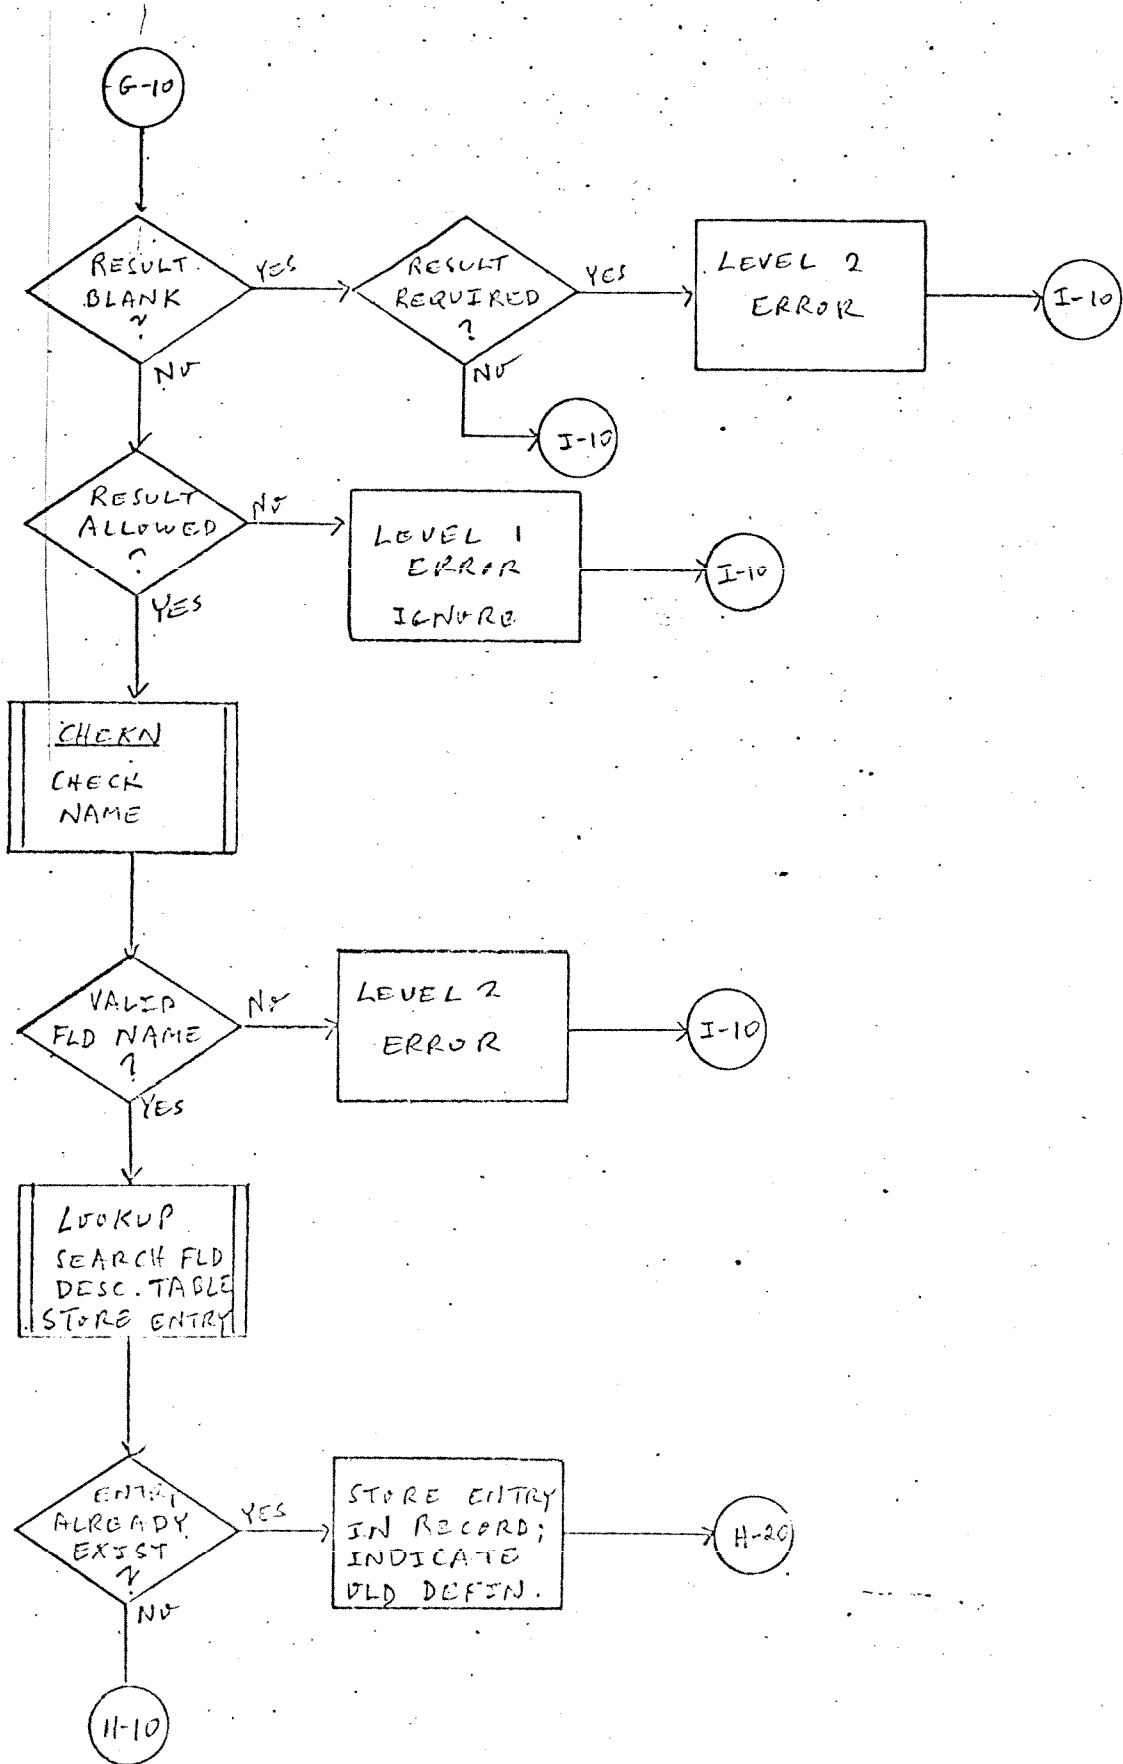 G-10
RESULT
BLANK
?
YES
RESULT
REQUIRED
?
YES
LEVEL 2
ERROR
I-10
NO
NO
I-10
RESULT
ALLOWED
?
NO
LEVEL 1
ERROR
IGNORE
I-10
YES
CHEKN
CHECK
NAME
VALID
FLD NAME
?
NO
LEVEL 2
ERROR
I-10
YES
LOOKUP
SEARCH FLD
DESC. TABLE
STORE ENTRY
ENTRY
ALREADY
EXIST
?
YES
STORE ENTRY
IN RECORD;
INDICATE
OLD DEFIN.
H-20
NO
H-10